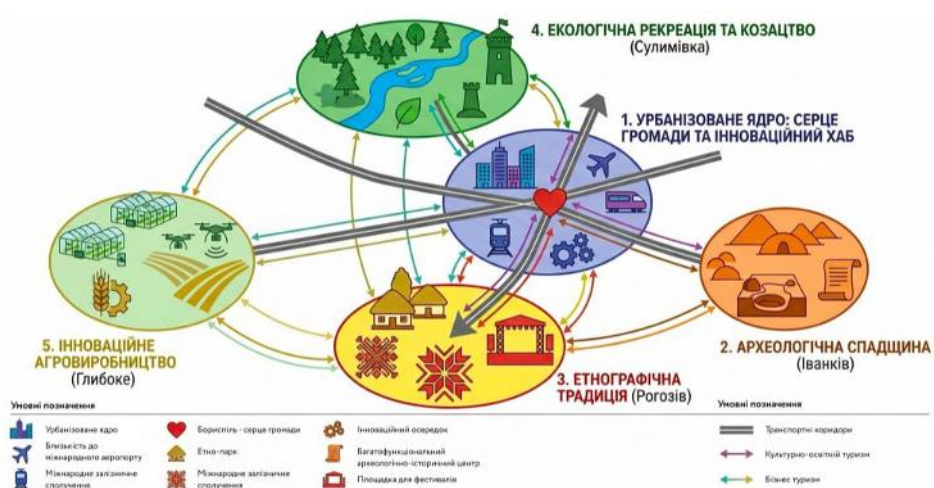 4. ЕКОЛОГІЧНА РЕКРЕАЦІЯ ТА КОЗАЦТВО
(Сулимівка)
1. УРБАНІЗОВАНЕ ЯДРО: СЕРЦЕ
ГРОМАДИ ТА ІННОВАЦІЙНИЙ ХАБ
5. ІННОВАЦІЙНЕ
АГРОВИРОБНИЦТВО
(Глибоке)
2. АРХЕОЛОГІЧНА СПАДЩИНА
(Іванків)
3. ЕТНОГРАФІЧНА
ТРАДИЦІЯ (Рогозів)
Умовні позначення
Урбанізоване ядро
Близькість до
міжнародного аеропорту
Міжнародне залізничне
сполучення
Бориспіль - серце громади
Етно-парк
Міжнародне залізничне
сполучення
Інноваційний осередок
Багатофункціональний
археологічно-історичний центр
Площадка для фестивалів
Умовні позначення
Транспортні коридори
Культурно-освітній туризм
Бізнес туризм